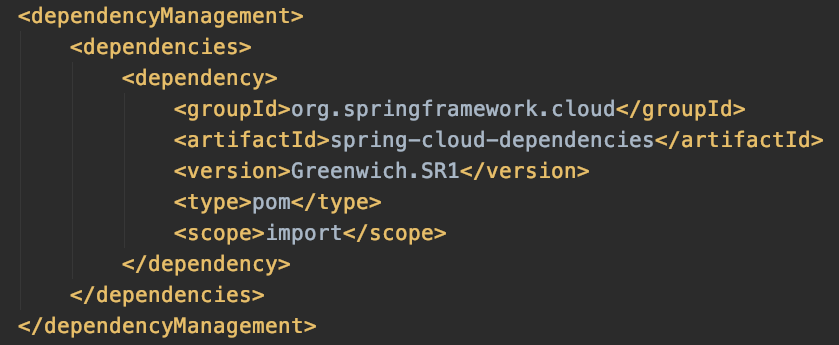 <dependencyManagement>
<dependencies>
<dependency>
<groupId>org.springframework.cloud</groupId>
<artifactId>spring-cloud-dependencies</artifactId>
<version>Greenwich.SR1</version>
<type>pom</type>
<scope>import</scope>
</dependency>
</dependencies>
</dependencyManagement>